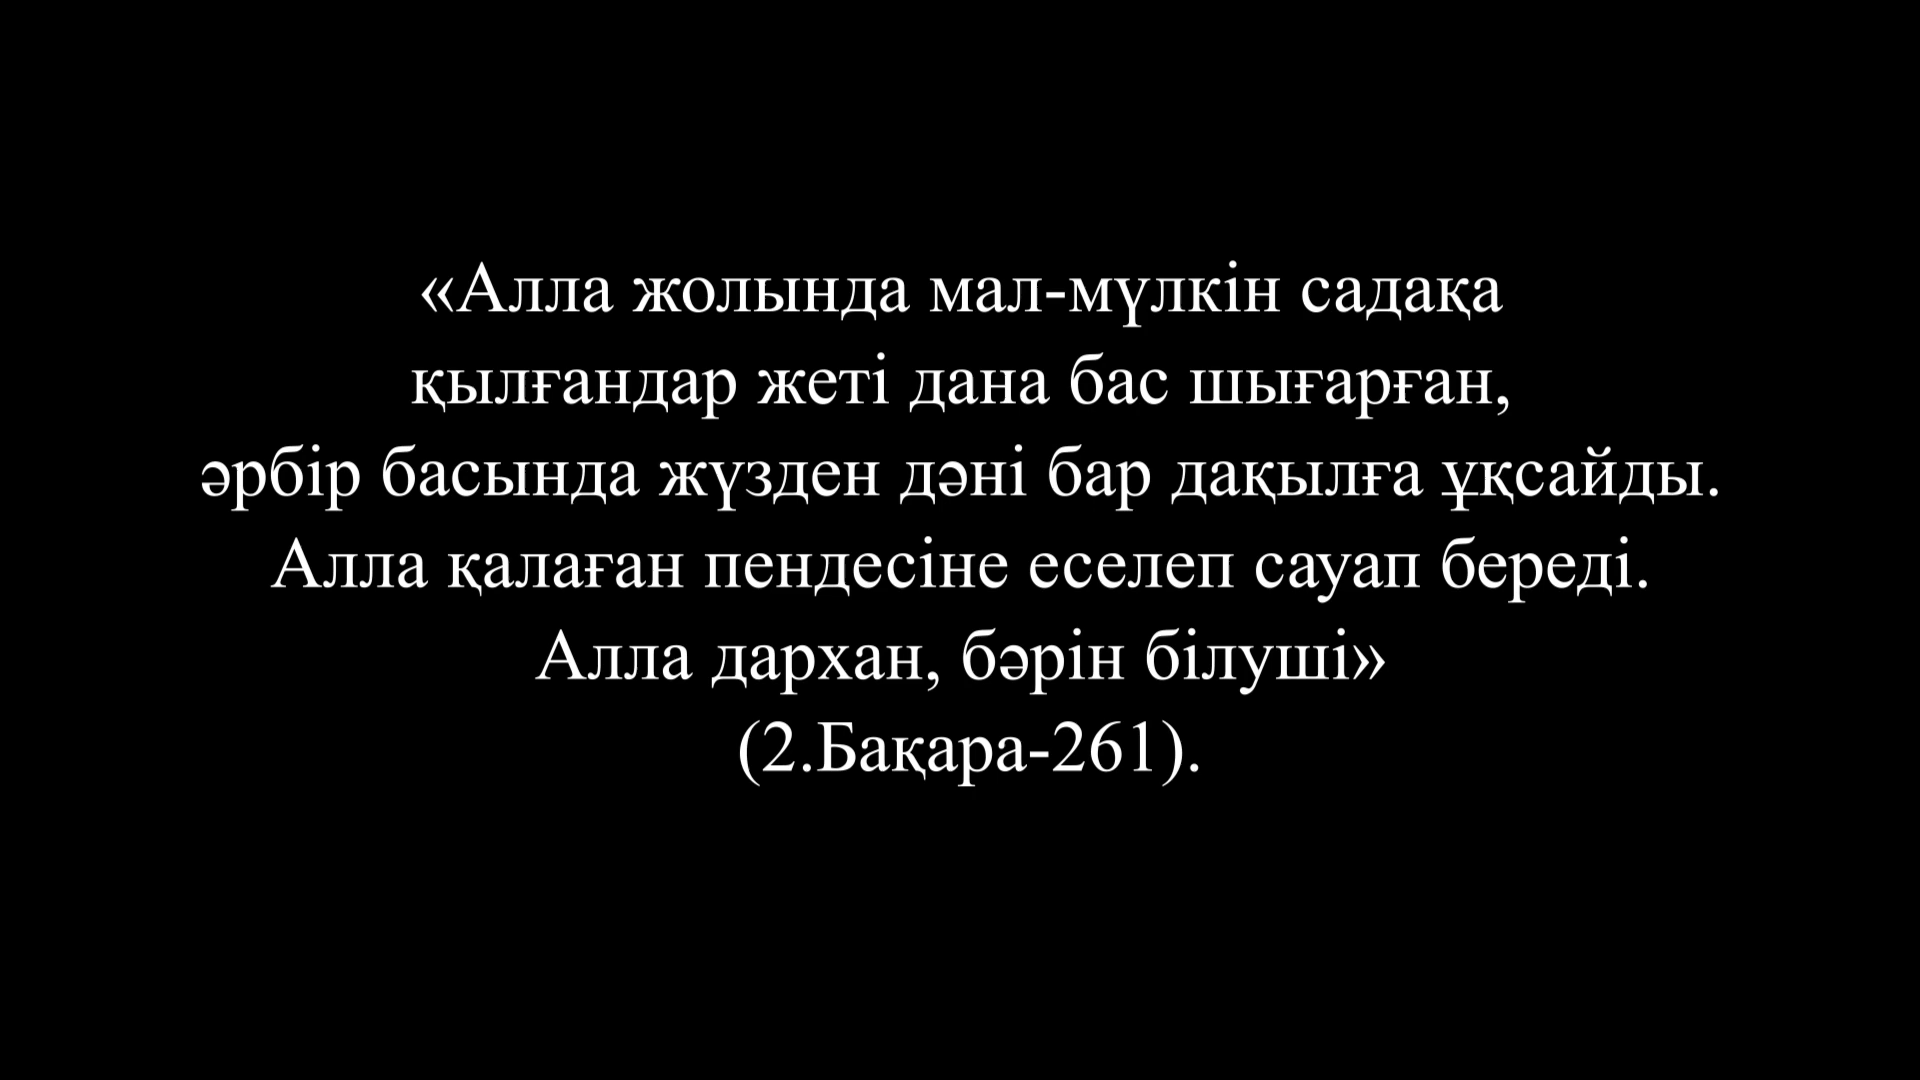 «Алла жолында мал-мүлкін садақа
қылғандар жеті дана бас шығарған,
әрбір басында жүзден дәні бар дақылға ұқсайды.
Алла қалаған пендесіне еселеп сауап береді.
Алла дархан, бәрін білуші»
(2.Бақара-261).